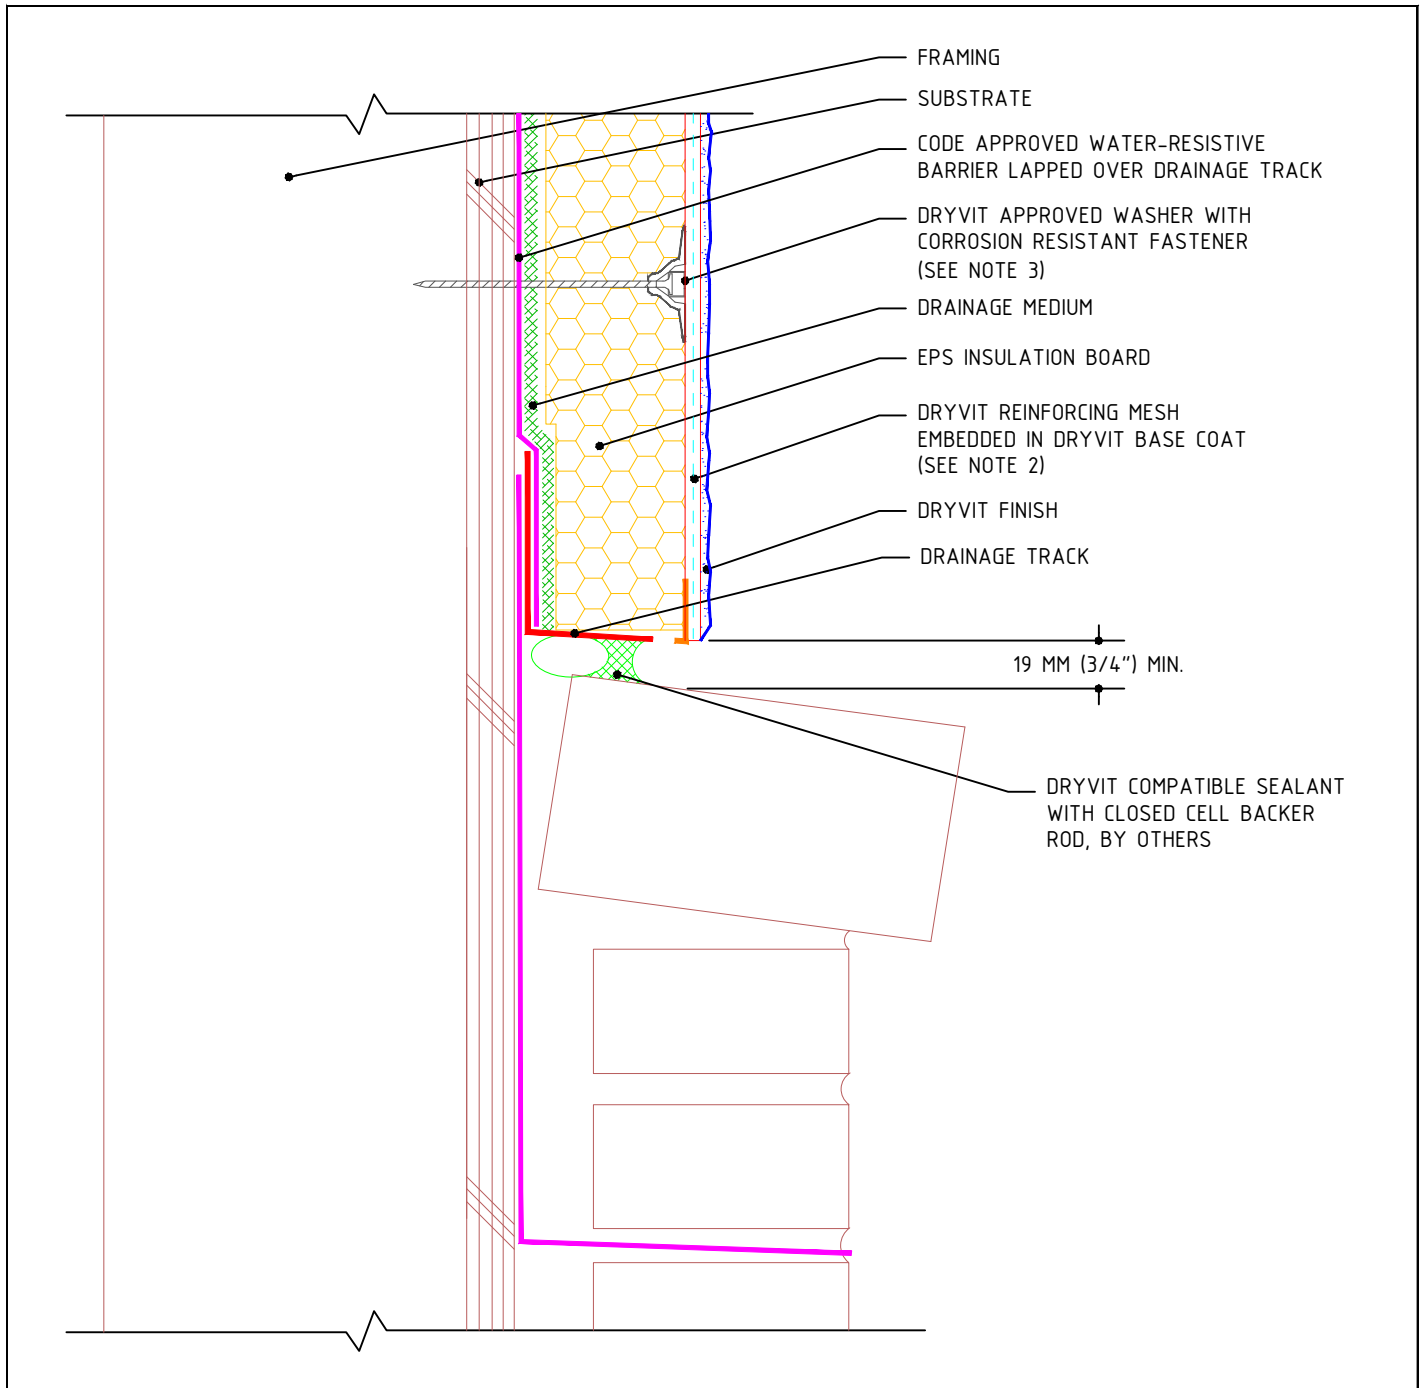 FRAMING
SUBSTRATE
CODE APPROVED WATER-RESISTIVE
BARRIER LAPPED OVER DRAINAGE TRACK
DRYVIT APPROVED WASHER WITH
CORROSION RESISTANT FASTENER
(SEE NOTE 3)
DRAINAGE MEDIUM
EPS INSULATION BOARD
DRYVIT REINFORCING MESH
EMBEDDED IN DRYVIT BASE COAT
(SEE NOTE 2)
DRYVIT FINISH
DRAINAGE TRACK
19 MM (3/4") MIN.
DRYVIT COMPATIBLE SEALANT
WITH CLOSED CELL BACKER
ROD, BY OTHERS